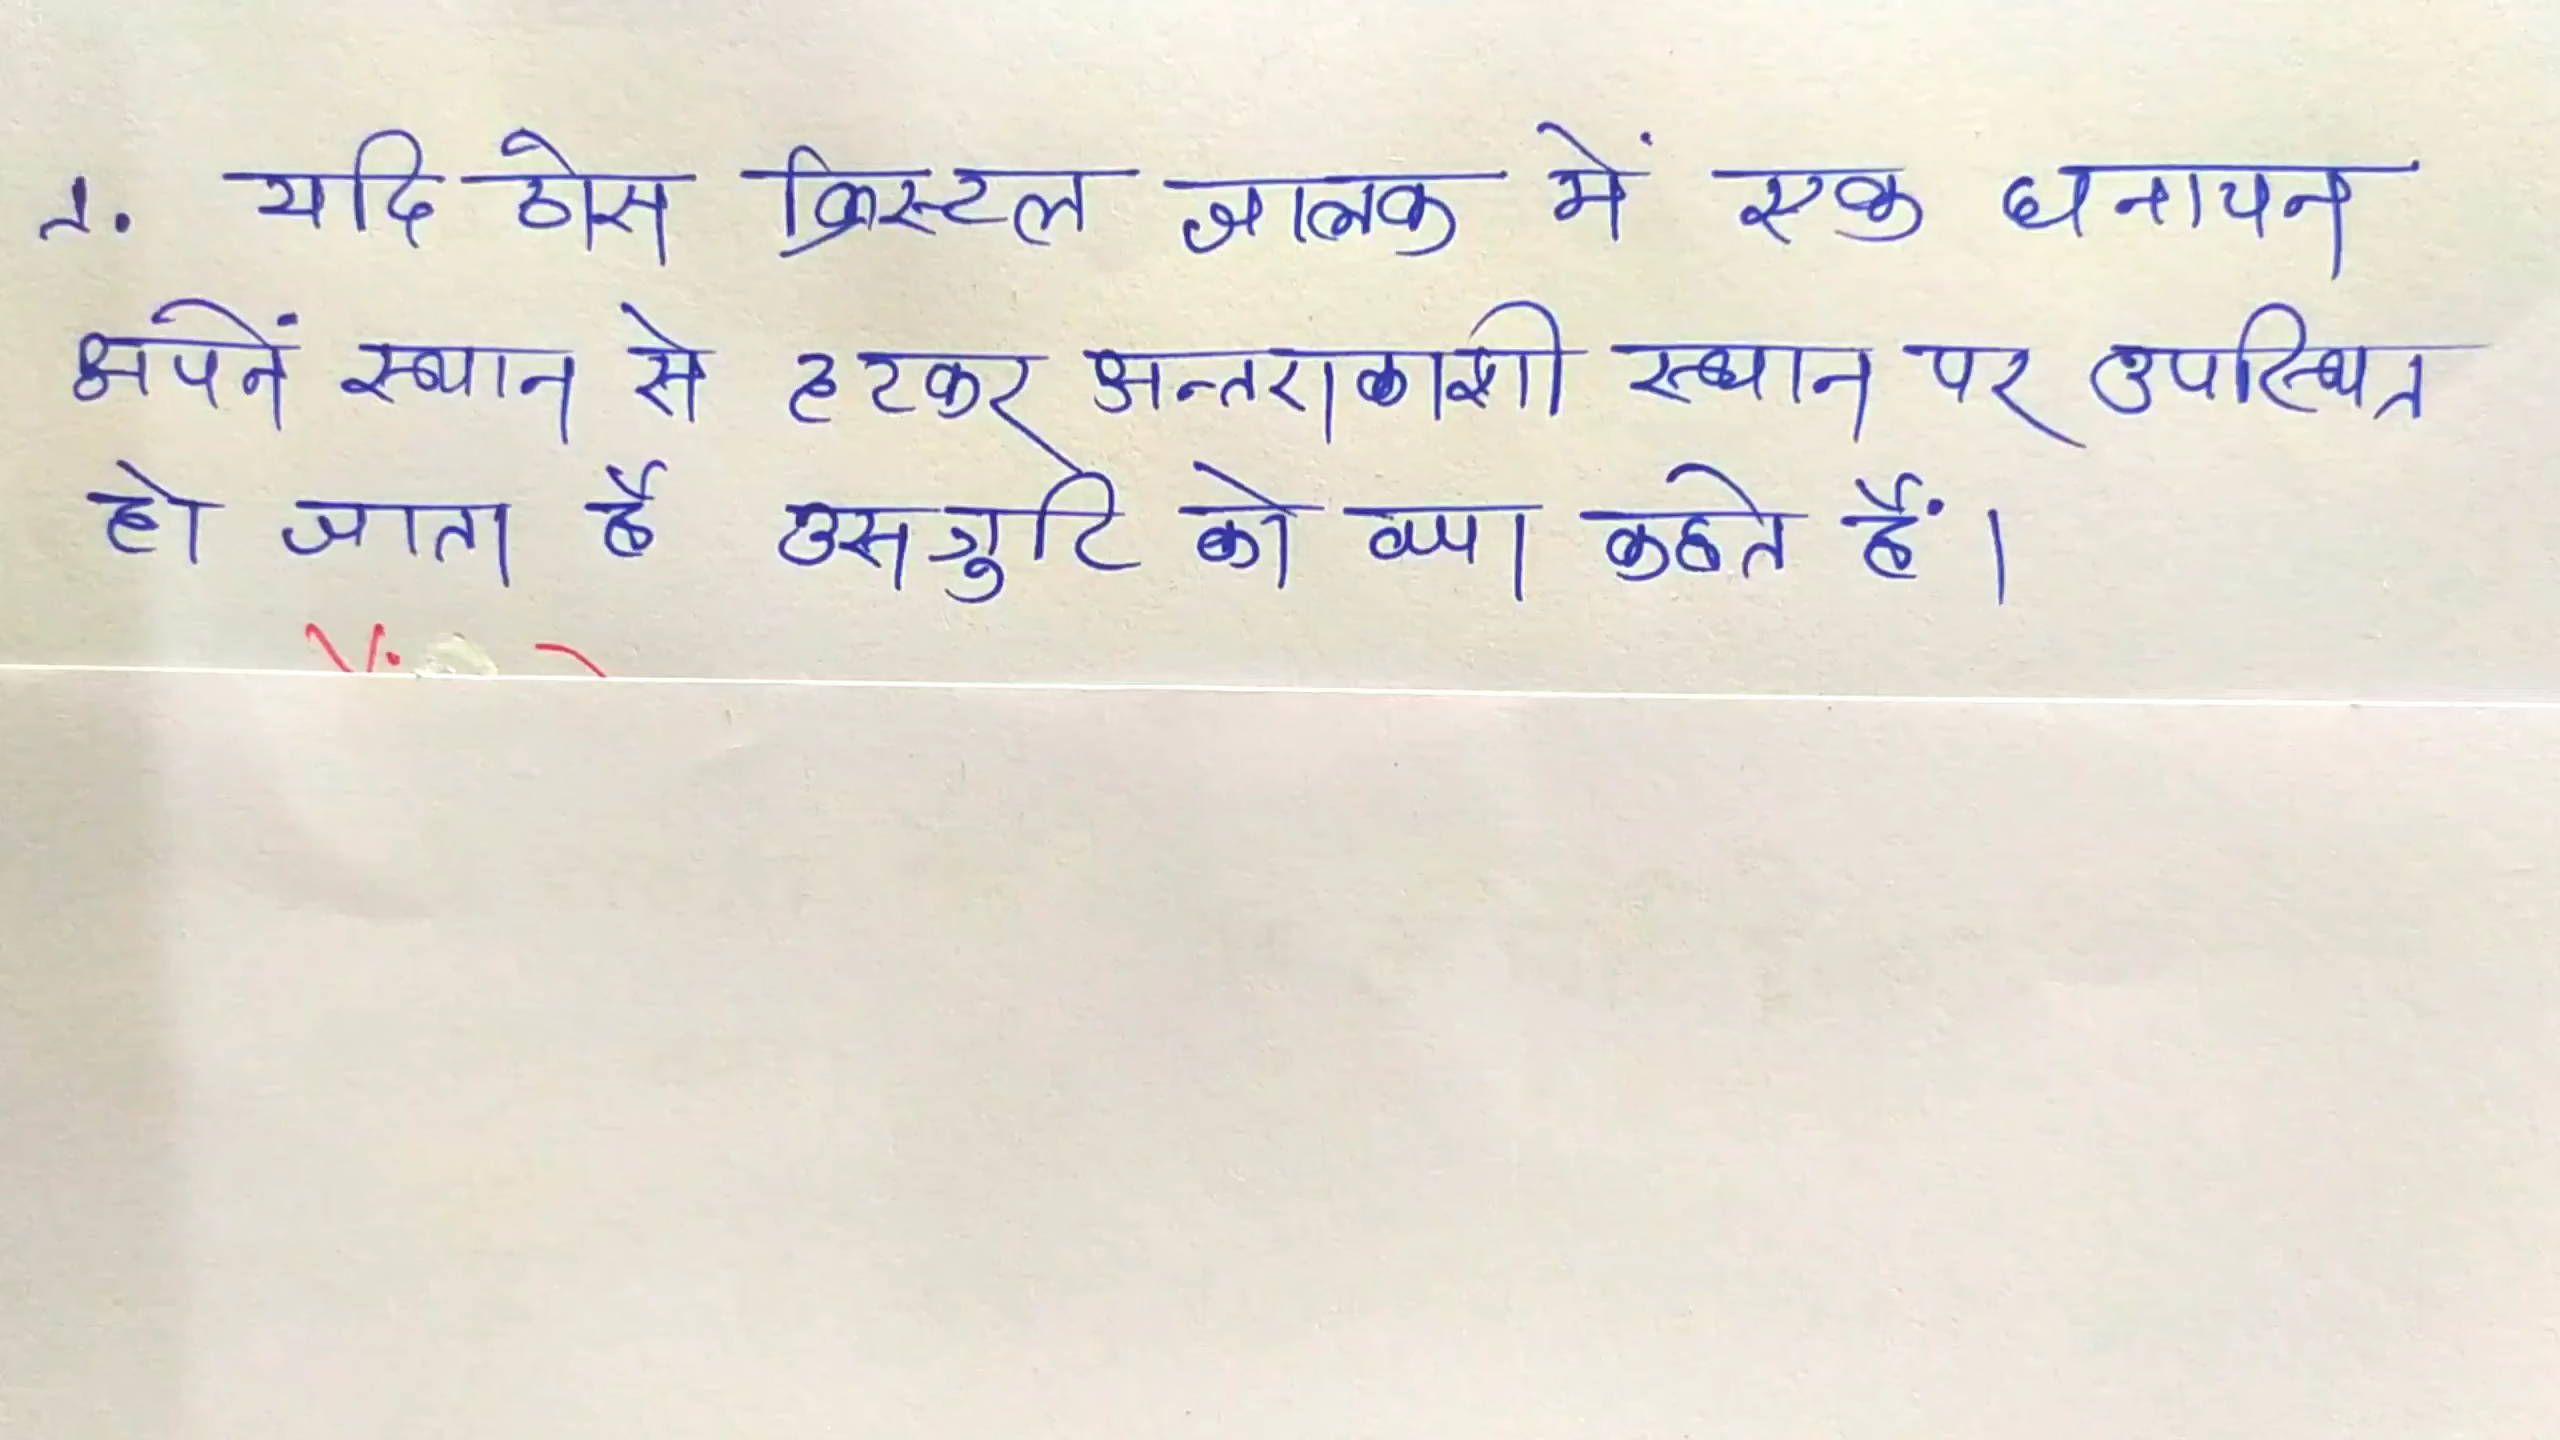 1. यदि ठोस क्रिस्टल जालक में एक धनायन
अपनें स्थान से हटकर अन्तराकाशी स्थान पर उपस्थित
हो जाता है उस त्रुटि को क्या कहते हैं।